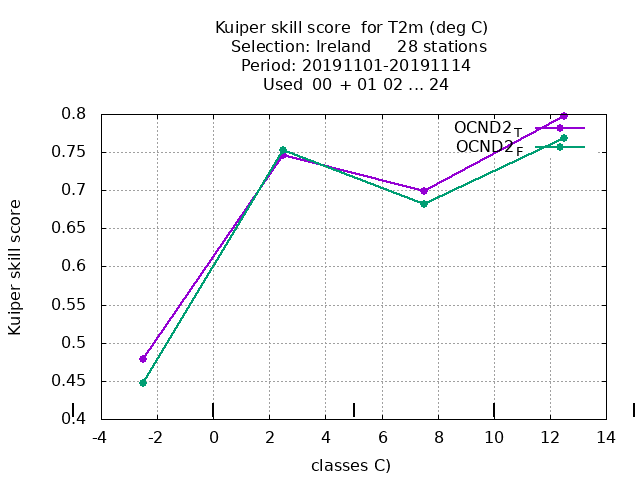 Kuiper skill score  for T2m (deg C)
Selection: Ireland     28 stations
Period: 20191101-20191114
Used  00 + 01 02 ... 24
OCND2_T
OCND2_F
0.8
0.75
0.7
0.65
0.6
0.55
0.5
0.45
0.4
Kuiper skill score
-4 -2 0 2 4 6 8 10 12 14
classes C)